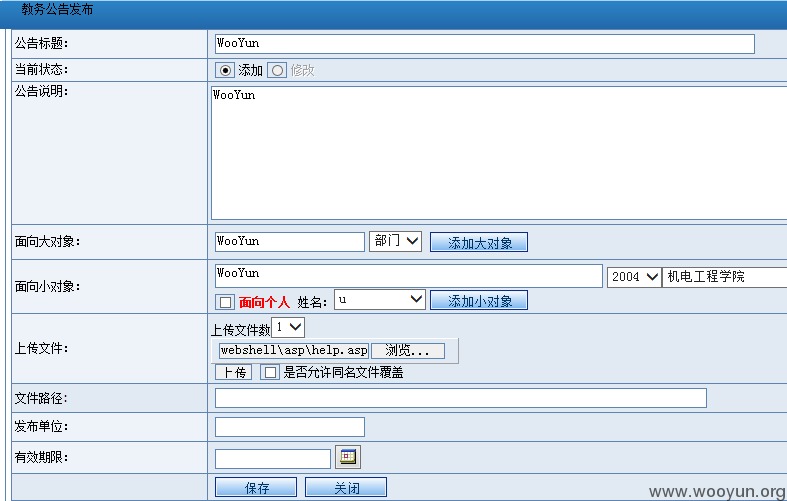 教务公告发布
公告标题: WooYun
当前状态: 添加 修改
公告说明: WooYun
面向大对象: WooYun 部门 添加大对象
面向小对象: WooYun 2004 机电工程学院
面向个人 姓名: u 添加小对象
上传文件数 1
上传文件: webshell\asp\help.asp 浏览...
上传 是否允许同名文件覆盖
文件路径:
发布单位:
有效期限:
保存 关闭
www.wooyun.org